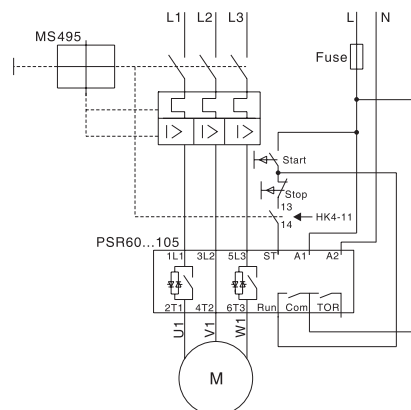 L1 L2 L3 L N
MS495
Fuse
I> I> I>
Start
Stop
13
HK4-11
14
PSR60...105
1L1 3L2 5L3 ST A1 A2
2T1 4T2 6T3 Run Com TOR
U1 V1 W1
M